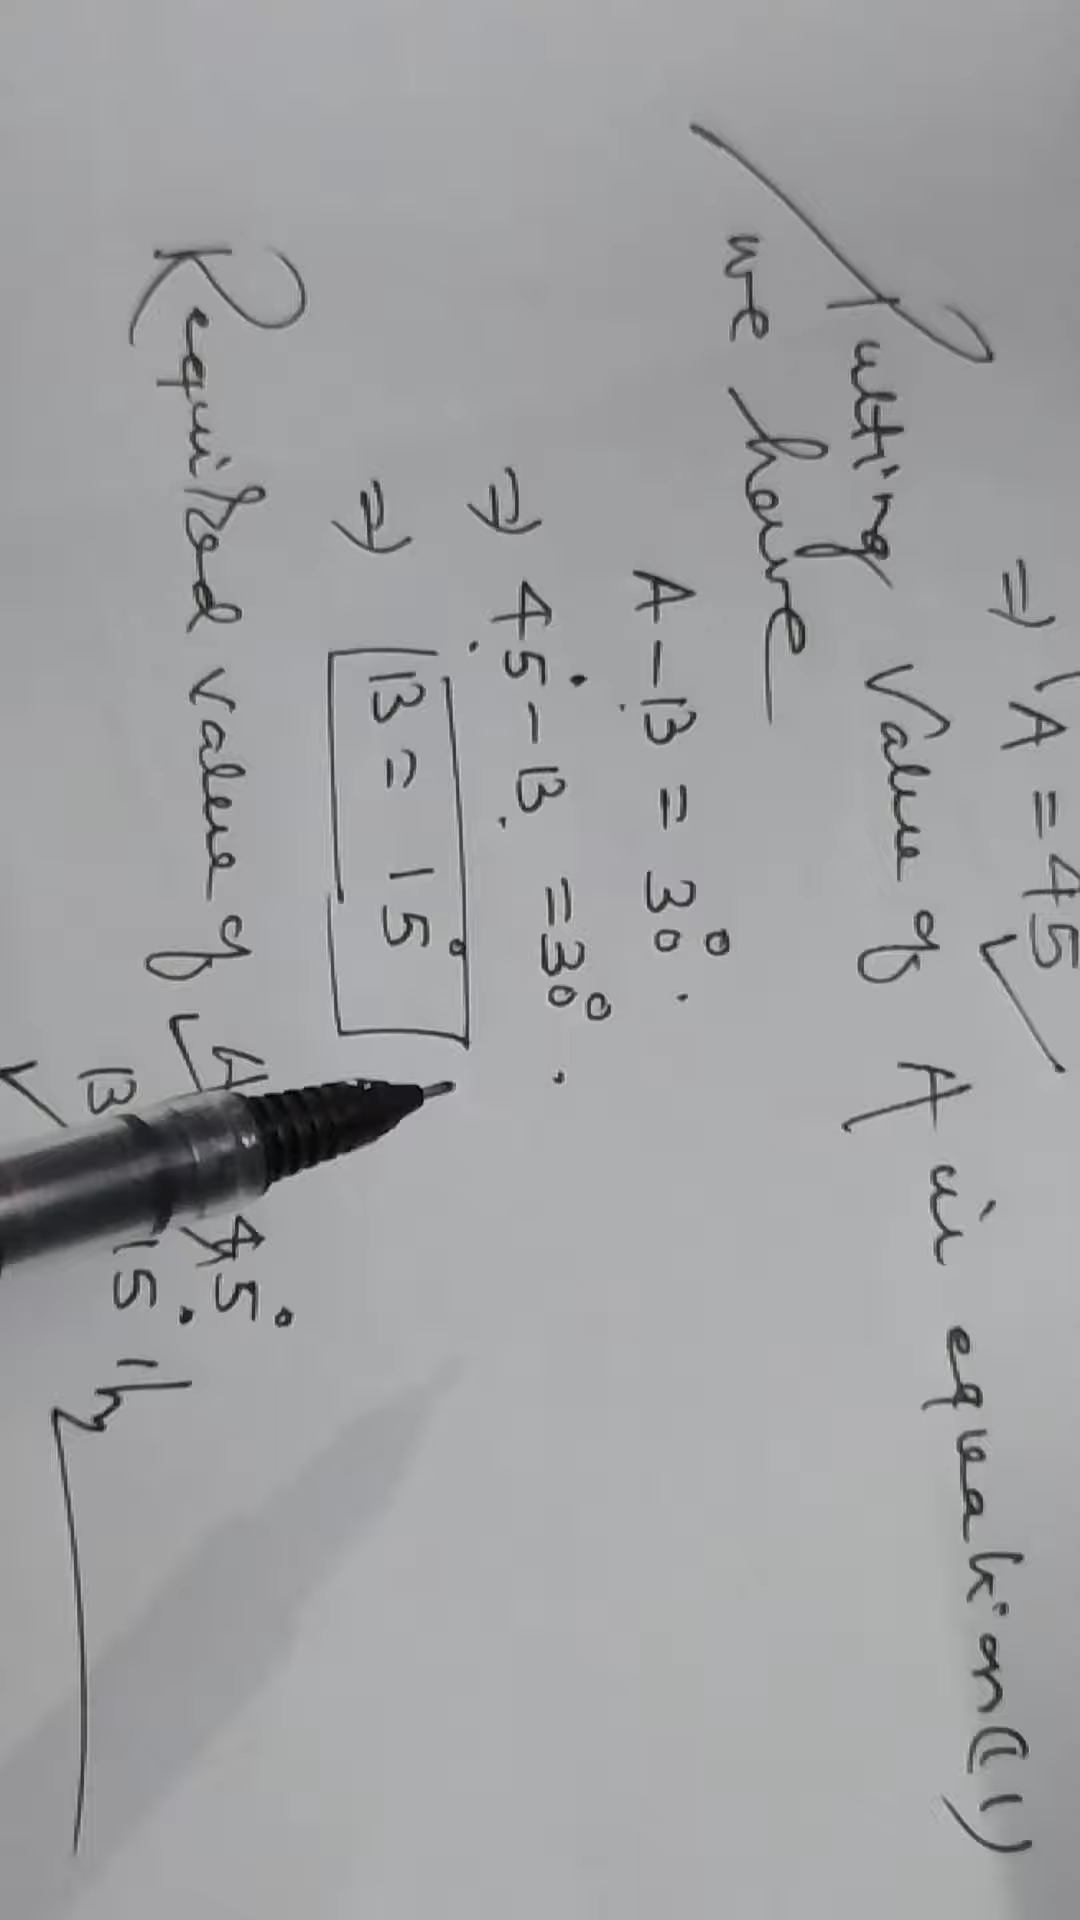 ⇒ A = 45
Putting Value of A in equation (1)
we have
A - B = 30°.
⇒ 45° - B = 30°.
⇒ B = 15°
Required value of A 45°
B 15°